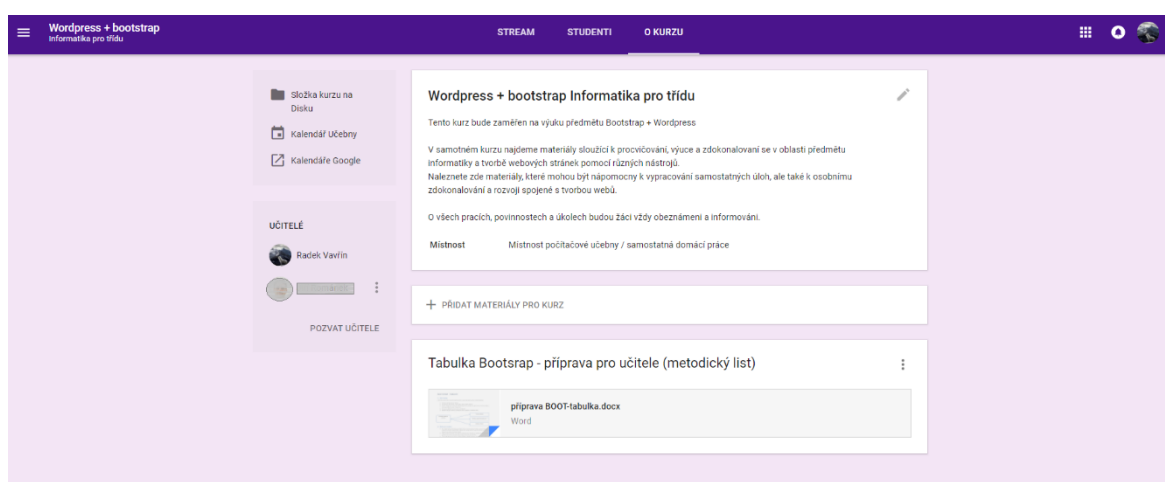 Wordpress + bootstrap
Informatika pro třídu
STREAM
STUDENTI
O KURZU
Složka kurzu na
Disku
Kalendář Učebny
Kalendáře Google
UČITELÉ
Radek Vavřín
POZVAT UČITELE
Wordpress + bootstrap Informatika pro třídu
Tento kurz bude zaměřen na výuku předmětu Bootstrap + Wordpress
V samotném kurzu najdeme materiály sloužící k procvičování, výuce a zdokonalovaní se v oblasti předmětu
informatiky a tvorbě webových stránek pomocí různých nástrojů.
Naleznete zde materiály, které mohou být nápomocny k vypracování samostatných úloh, ale také k osobnímu
zdokonalování a rozvoji spojené s tvorbou webů.
O všech pracích, povinnostech a úkolech budou žáci vždy obeznámeni a informováni.
Místnost Místnost počítačové učebny / samostatná domácí práce
PŘIDAT MATERIÁLY PRO KURZ
Tabulka Bootsrap - příprava pro učitele (metodický list)
příprava BOOT-tabulka.docx
Word